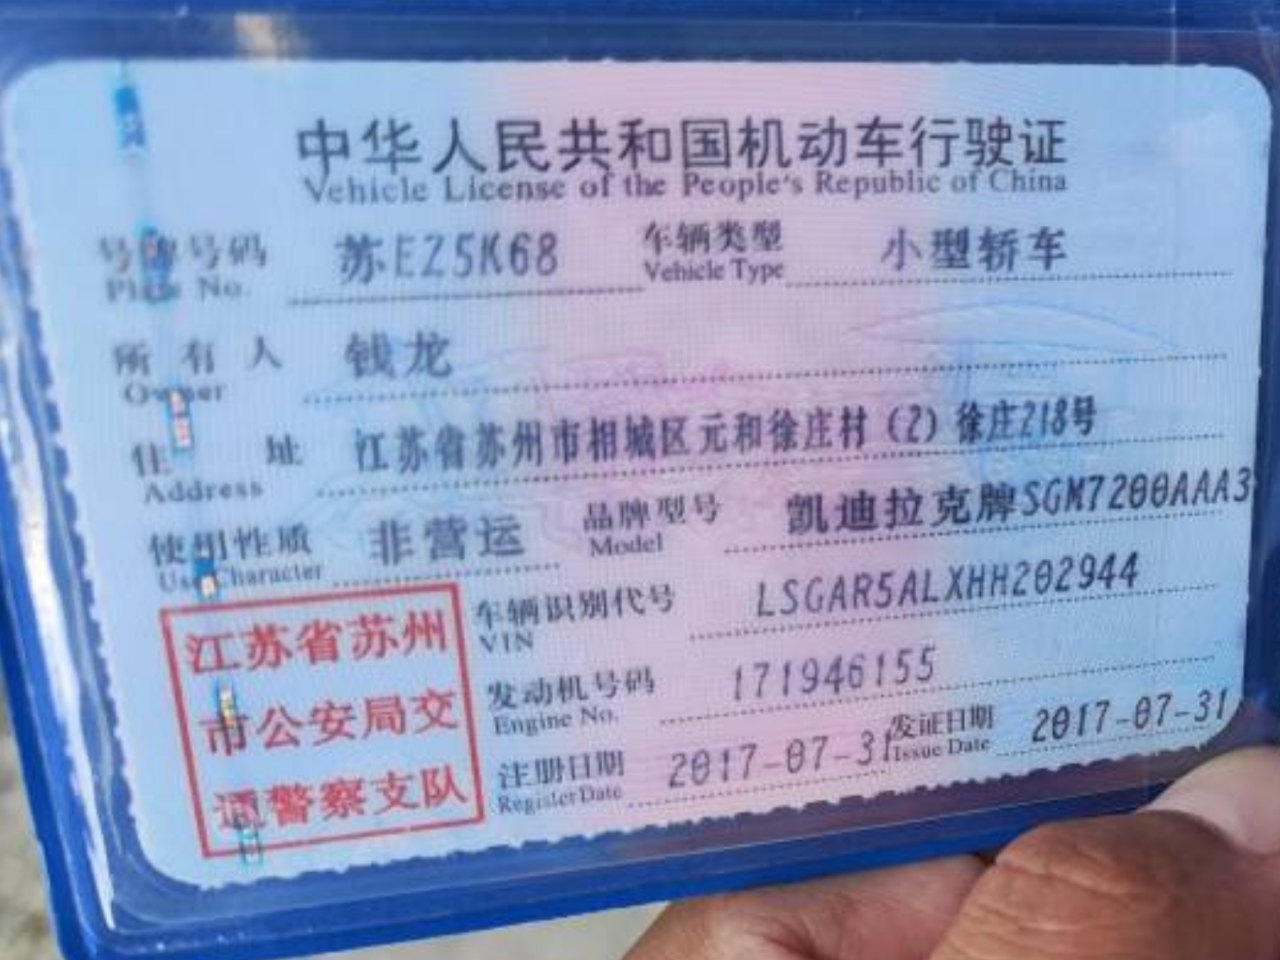 中华人民共和国机动车行驶证
Vehicle License of the People's Republic of China
号牌号码 苏EZ5K68 车辆类型 小型轿车
Plate No. Vehicle Type
所有人 钱龙
Owner
住址 江苏省苏州市相城区元和徐庄村(2)徐庄218号
Address
使用性质 非营运 品牌型号 凯迪拉克牌SGM7200AAA3
Use Character Model
车辆识别代号 LSGAR5ALXHH202944
VIN
发动机号码 171946155
Engine No.
注册日期 2017-07-31 发证日期 2017-07-31
Register Date Issue Date
江苏省苏州
市公安局交
通警察支队